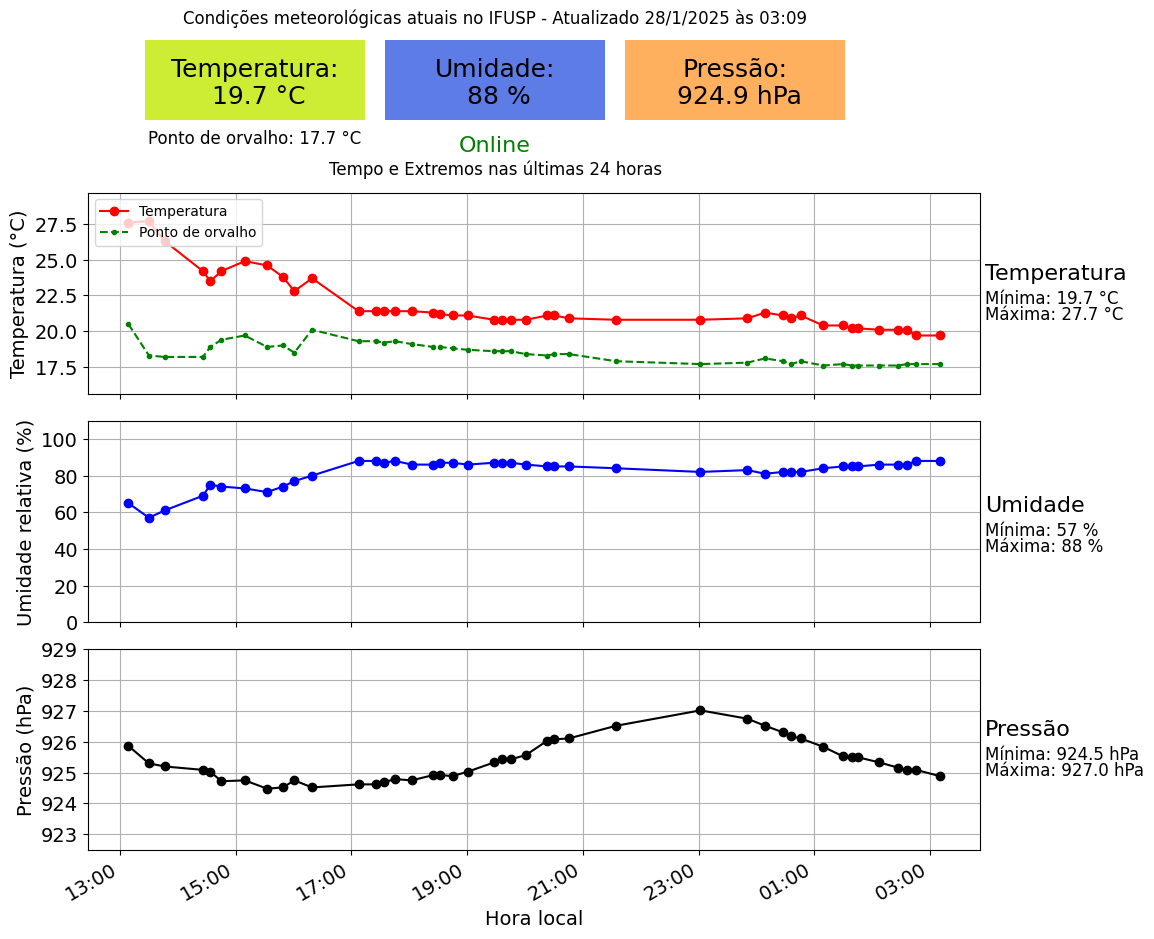 Condições meteorológicas atuais no IFUSP - Atualizado 28/1/2025 às 03:09
Temperatura:
19.7 °C
Umidade:
88 %
Pressão:
924.9 hPa
Ponto de orvalho: 17.7 °C
Online
Tempo e Extremos nas últimas 24 horas
Temperatura (°C)
27.5
25.0
22.5
20.0
17.5
Temperatura
Ponto de orvalho
Temperatura
Mínima: 19.7 °C
Máxima: 27.7 °C
Umidade relativa (%)
100
80
60
40
20
0
Umidade
Mínima: 57 %
Máxima: 88 %
Pressão (hPa)
929
928
927
926
925
924
923
Pressão
Mínima: 924.5 hPa
Máxima: 927.0 hPa
13:00
15:00
17:00
19:00
21:00
23:00
01:00
03:00
Hora local